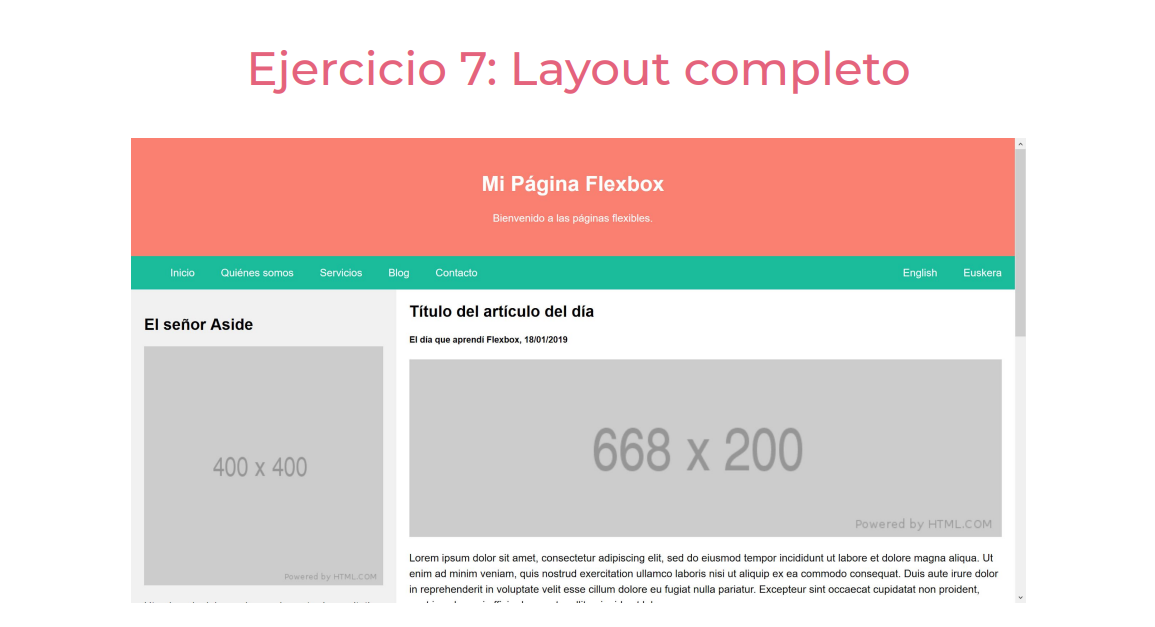 Ejercicio 7: Layout completo
Mi Página Flexbox
Bienvenido a las páginas flexibles.
Inicio Quiénes somos Servicios Blog Contacto English Euskera
El señor Aside
400 x 400
Powered by HTML.COM
Título del artículo del día
El día que aprendí Flexbox, 18/01/2019
668 x 200
Powered by HTML.COM
Lorem ipsum dolor sit amet, consectetur adipiscing elit, sed do eiusmod tempor incididunt ut labore et dolore magna aliqua. Ut
enim ad minim veniam, quis nostrud exercitation ullamco laboris nisi ut aliquip ex ea commodo consequat. Duis aute irure dolor
in reprehenderit in voluptate velit esse cillum dolore eu fugiat nulla pariatur. Excepteur sint occaecat cupidatat non proident,